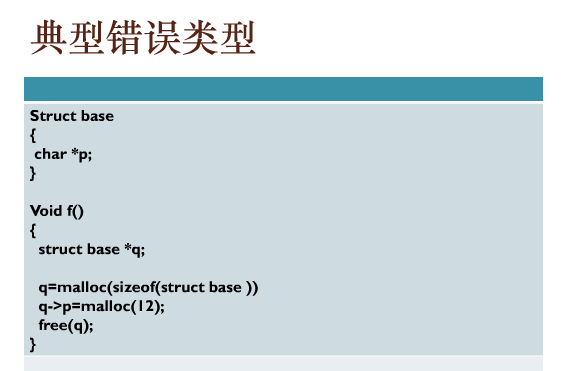 典型错误类型
Struct base
{
char *p;
}
Void f()
{
struct base *q;
q=malloc(sizeof(struct base ))
q->p=malloc(12);
free(q);
}